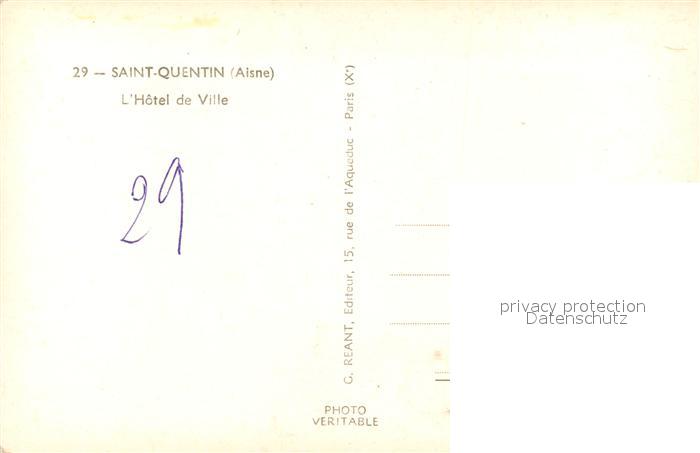 29 — SAINT-QUENTIN (Aisne)
L'Hôtel de Ville
29
G. REANT, Editeur, 15, rue de l'Aqueduc - Paris (Xᵉ)
PHOTO
VERITABLE
privacy protection
Datenschutz